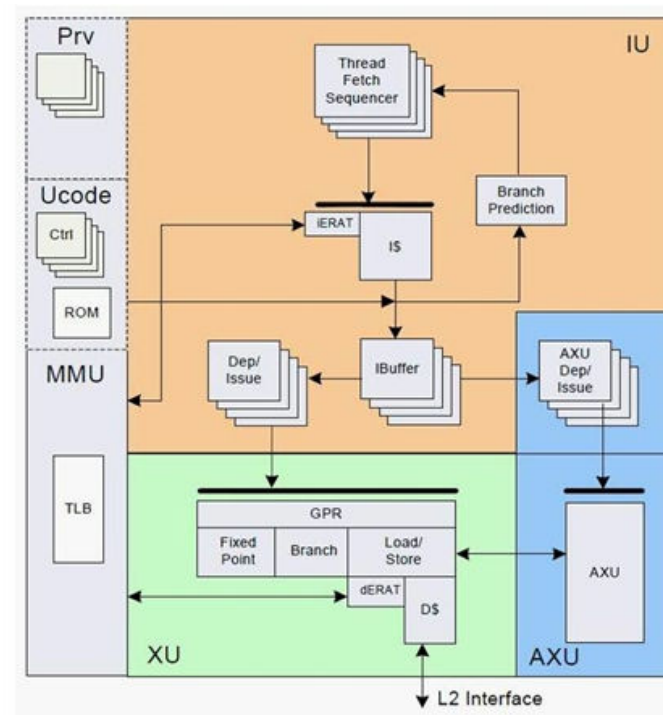 Prv
IU
Thread
Fetch
Sequencer
Ucode
Ctrl
Branch
Prediction
iERAT
I$
ROM
MMU
Dep/
Issue
IBuffer
AXU
Dep/
Issue
TLB
GPR
Fixed
Point
Branch
Load/
Store
AXU
dERAT
D$
XU
AXU
L2 Interface